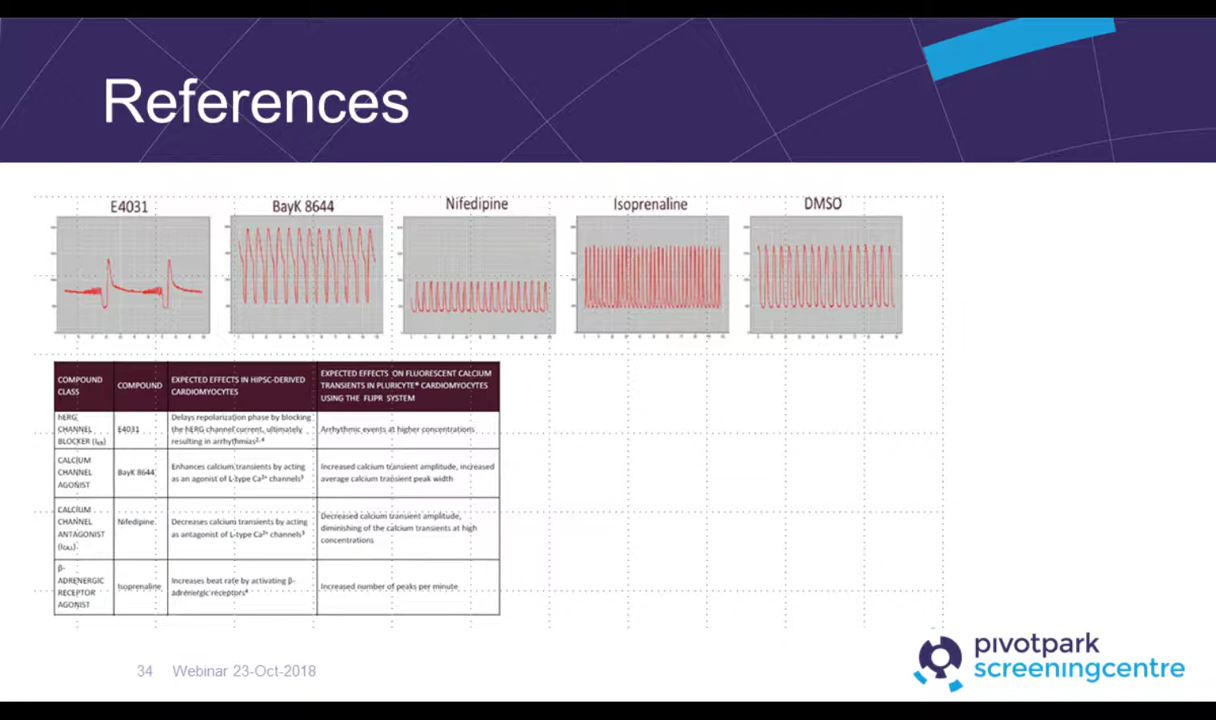 References
E4031
BayK 8644
Nifedipine
Isoprenaline
DMSO
COMPOUND
CLASS
COMPOUND
EXPECTED EFFECTS IN HIPSC-DERIVED
CARDIOMYOCYTES
EXPECTED EFFECTS ON FLUORESCENT CALCIUM
TRANSIENTS IN PLURICYTE® CARDIOMYOCYTES
USING THE FLIPR SYSTEM
hERG
CHANNEL
BLOCKER (IKR)
E4031
Delays repolarization phase by blocking
the hERG channel current, ultimately
resulting in arrhythmias²,⁴
Arrhythmic events at higher concentrations
CALCIUM
CHANNEL
AGONIST
BayK 8644
Enhances calcium transients by acting
as an agonist of L-type Ca²⁺ channels³
Increased calcium transient amplitude, increased
average calcium transient peak width
CALCIUM
CHANNEL
ANTAGONIST
(ICAL)
Nifedipine
Decreases calcium transients by acting
as antagonist of L-type Ca²⁺ channels³
Decreased calcium transient amplitude,
diminishing of the calcium transients at high
concentrations
β-
ADRENERGIC
RECEPTOR
AGONIST
Isoprenaline
Increases beat rate by activating β-
adrenergic receptors⁴
Increased number of peaks per minute
34 Webinar 23-Oct-2018
pivotpark
screeningcentre